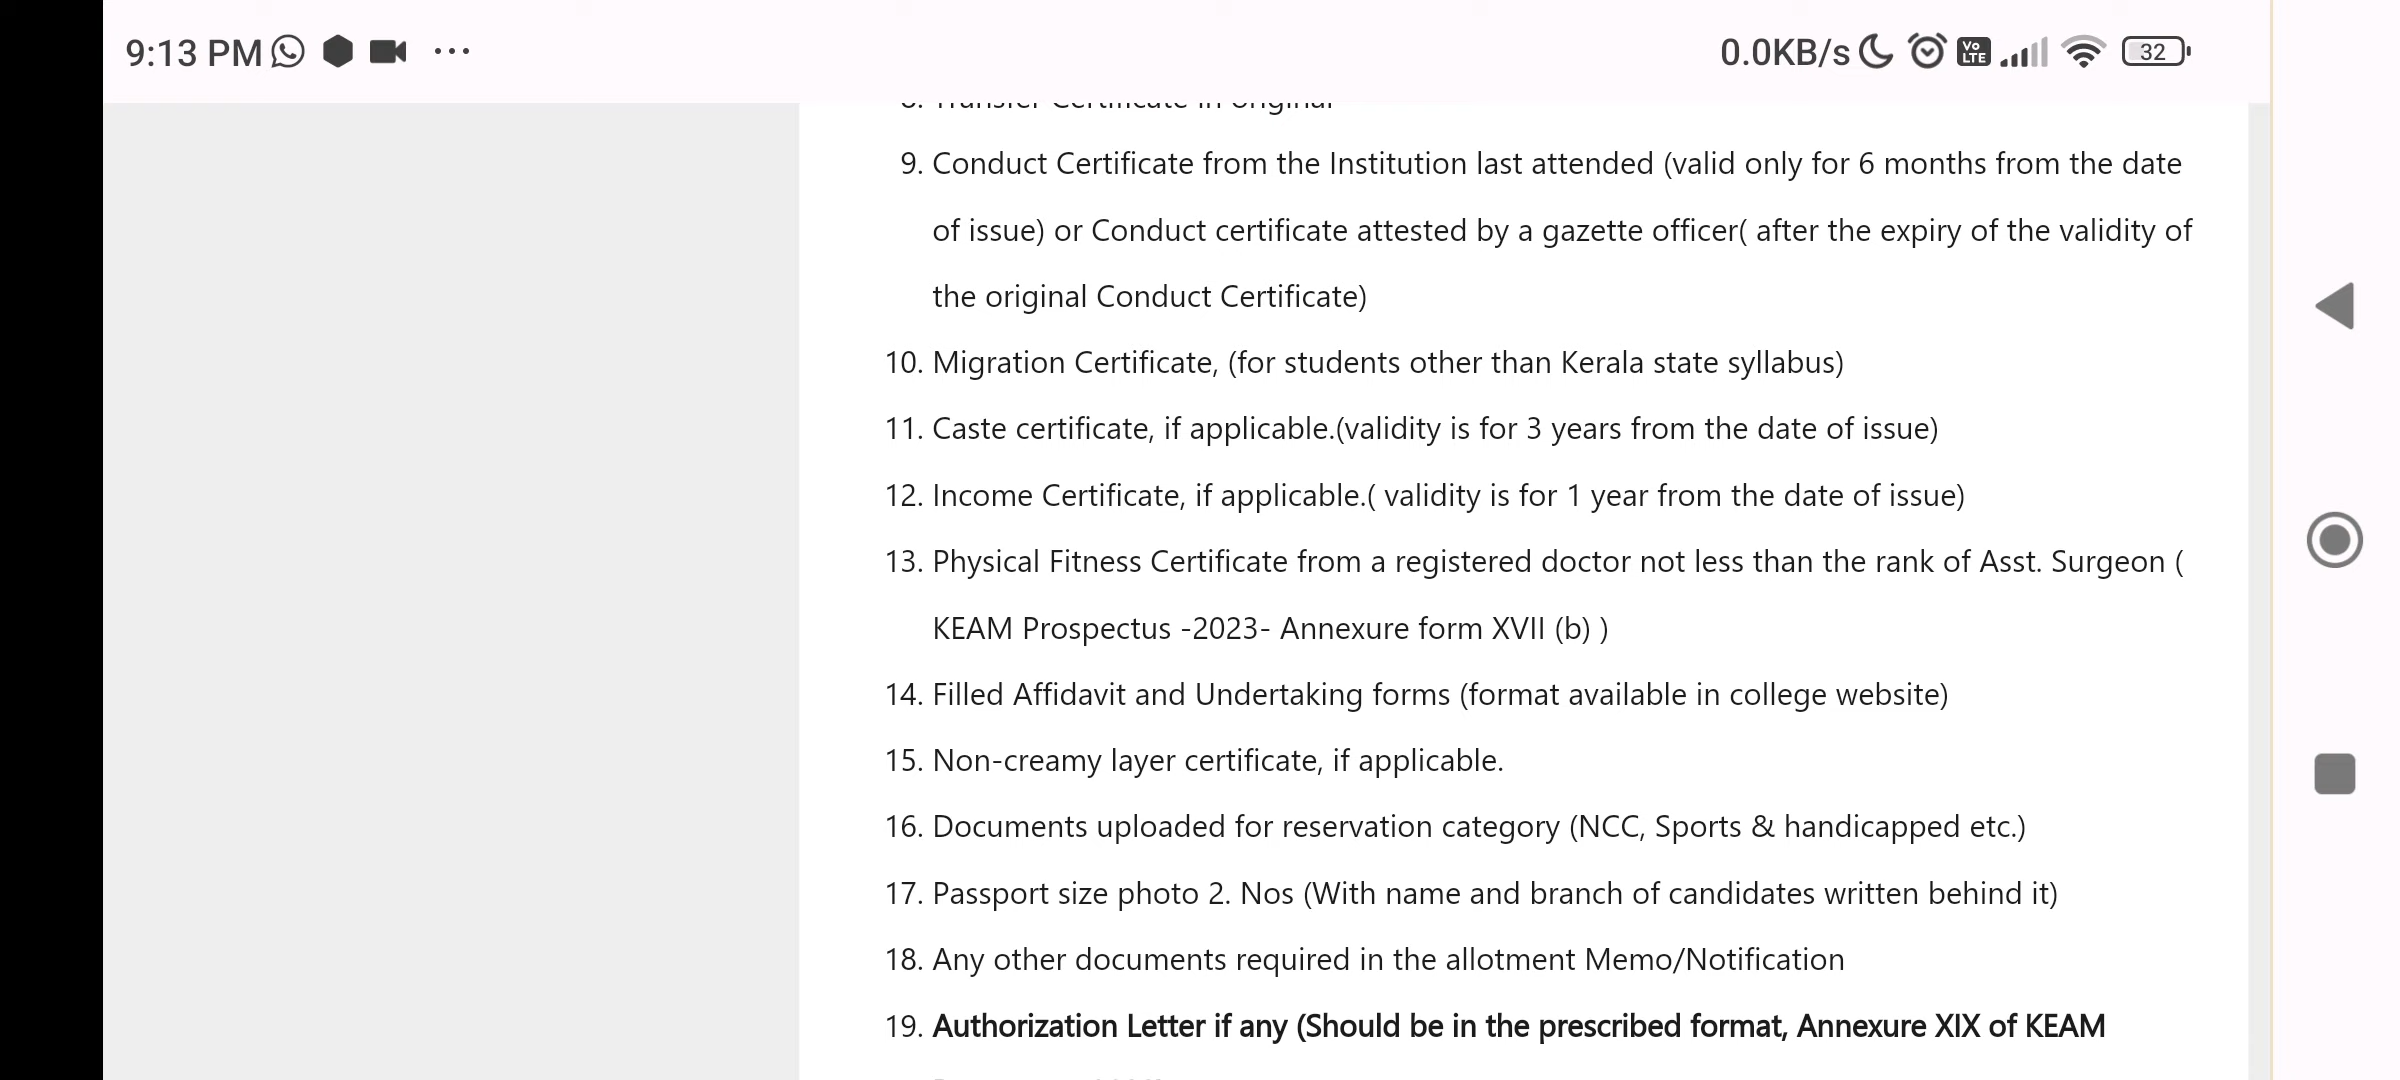 9:13 PM
0.0KB/s
Vo LTE
32
8. Transfer Certificate in original
9. Conduct Certificate from the Institution last attended (valid only for 6 months from the date
of issue) or Conduct certificate attested by a gazette officer( after the expiry of the validity of
the original Conduct Certificate)
10. Migration Certificate, (for students other than Kerala state syllabus)
11. Caste certificate, if applicable.(validity is for 3 years from the date of issue)
12. Income Certificate, if applicable.( validity is for 1 year from the date of issue)
13. Physical Fitness Certificate from a registered doctor not less than the rank of Asst. Surgeon (
KEAM Prospectus -2023- Annexure form XVII (b) )
14. Filled Affidavit and Undertaking forms (format available in college website)
15. Non-creamy layer certificate, if applicable.
16. Documents uploaded for reservation category (NCC, Sports & handicapped etc.)
17. Passport size photo 2. Nos (With name and branch of candidates written behind it)
18. Any other documents required in the allotment Memo/Notification
19. Authorization Letter if any (Should be in the prescribed format, Annexure XIX of KEAM